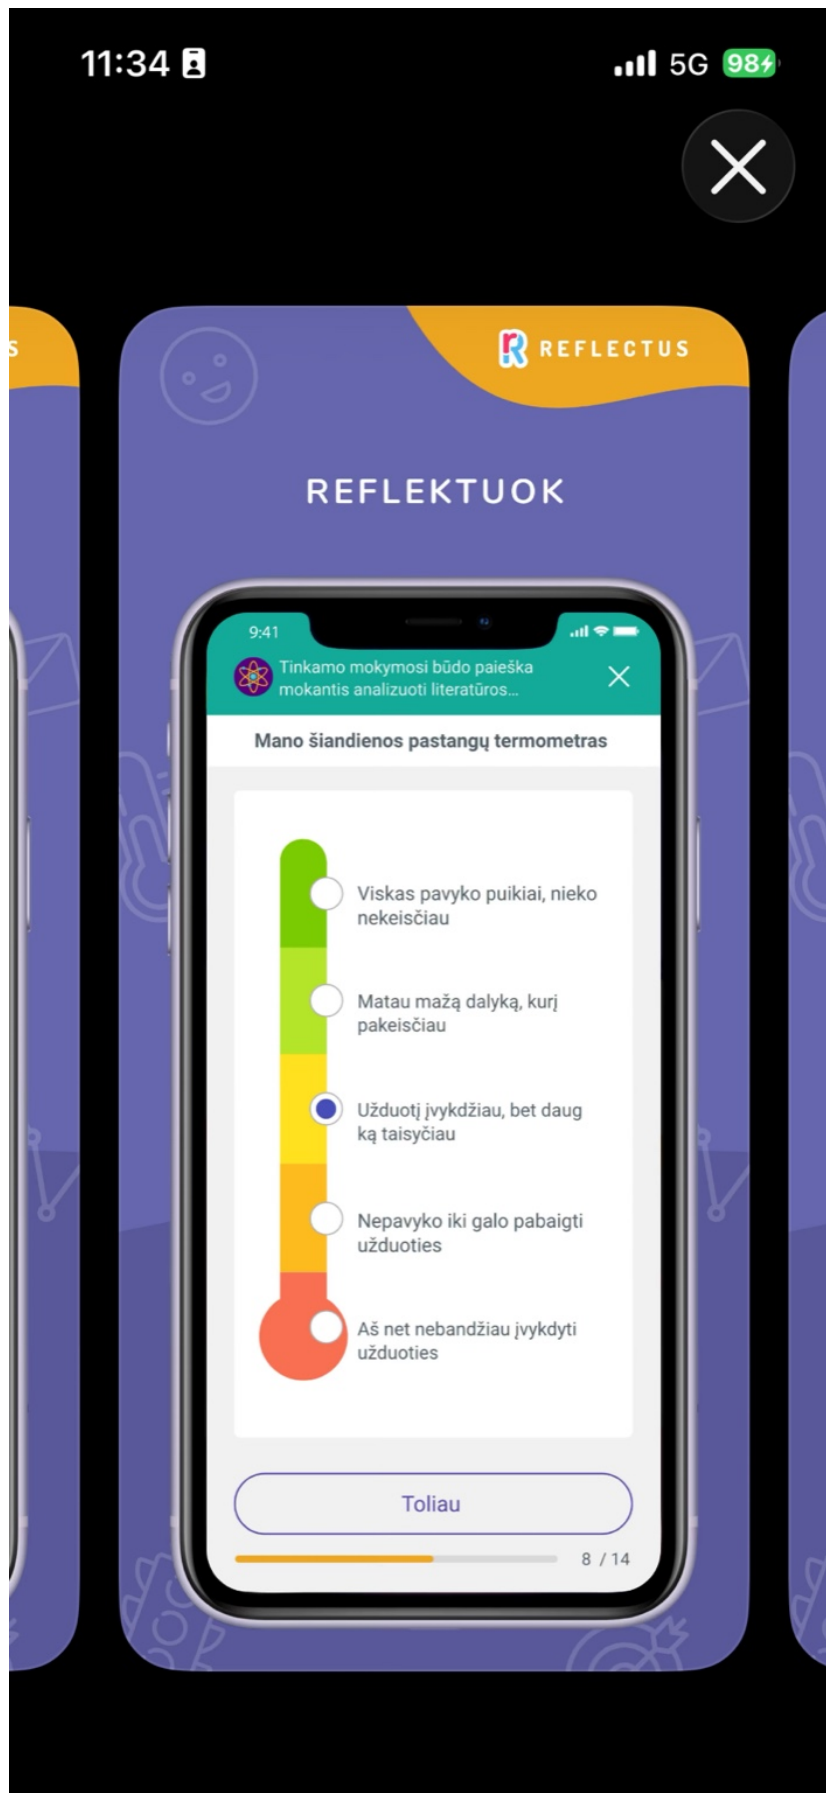 11:34
5G 98
S
REFLECTUS
REFLEKTUOK
9:41
Tinkamo mokymosi būdo paieška
mokantis analizuoti literatūros...
Mano šiandienos pastangų termometras
Viskas pavyko puikiai, nieko
nekeisčiau
Matau mažą dalyką, kurį
pakeisčiau
Užduotį įvykdžiau, bet daug
ką taisyčiau
Nepavyko iki galo pabaigti
užduoties
Aš net nebandžiau įvykdyti
užduoties
Toliau
8 / 14